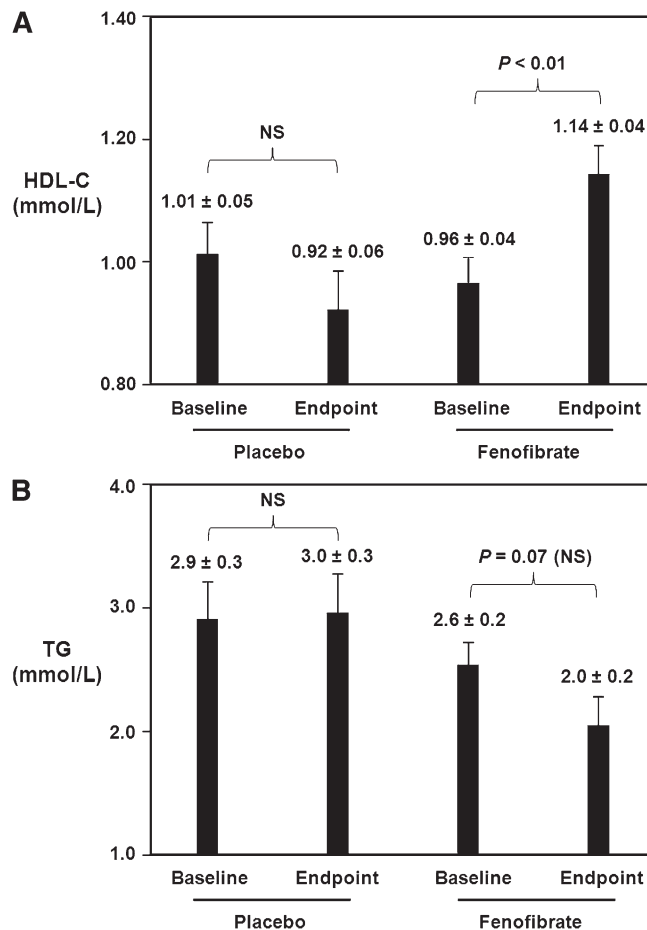 A
1.40
P < 0.01
1.20
NS
1.14 ± 0.04
HDL-C
(mmol/L)
1.01 ± 0.05
0.96 ± 0.04
0.92 ± 0.06
1.00
0.80
Baseline Endpoint Baseline Endpoint
Placebo Fenofibrate
B
4.0
NS
P = 0.07 (NS)
2.9 ± 0.3 3.0 ± 0.3
3.0
2.6 ± 0.2
TG
(mmol/L)
2.0 ± 0.2
2.0
1.0
Baseline Endpoint Baseline Endpoint
Placebo Fenofibrate